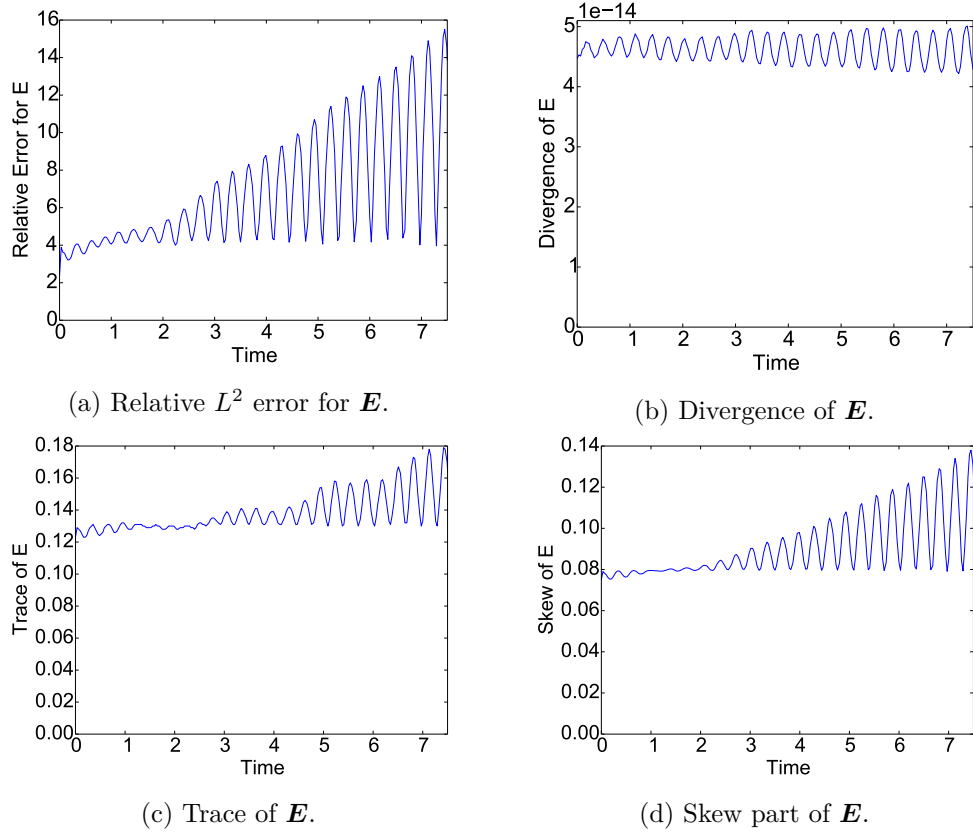 16
14
12
10
8
6
4
2
0
Relative Error for E
0 1 2 3 4 5 6 7
Time
(a) Relative L² error for E.
1e−14
5
4
3
2
1
1
0
Divergence of E
0 1 2 3 4 5 6 7
Time
(b) Divergence of E.
0.18
0.16
0.14
0.12
0.10
0.08
0.06
0.04
0.02
0.00
Trace of E
0 1 2 3 4 5 6 7
Time
(c) Trace of E.
0.14
0.12
0.10
0.08
0.06
0.04
0.02
0.00
Skew of E
0 1 2 3 4 5 6 7
Time
(d) Skew part of E.